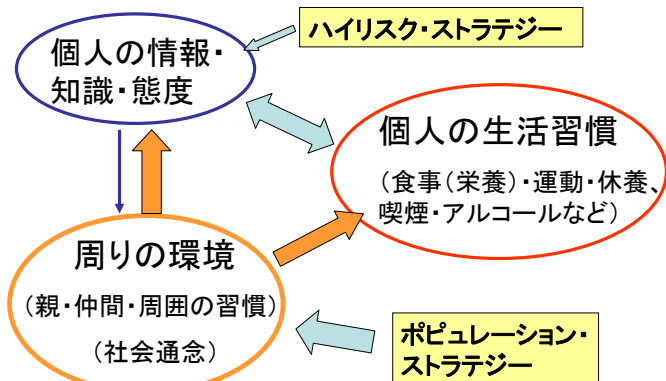 ハイリスク・ストラテジー
個人の情報・
知識・態度
個人の生活習慣
（食事（栄養）・運動・休養、
喫煙・アルコールなど）
周りの環境
（親・仲間・周囲の習慣）
（社会通念）
ポピュレーション・
ストラテジー